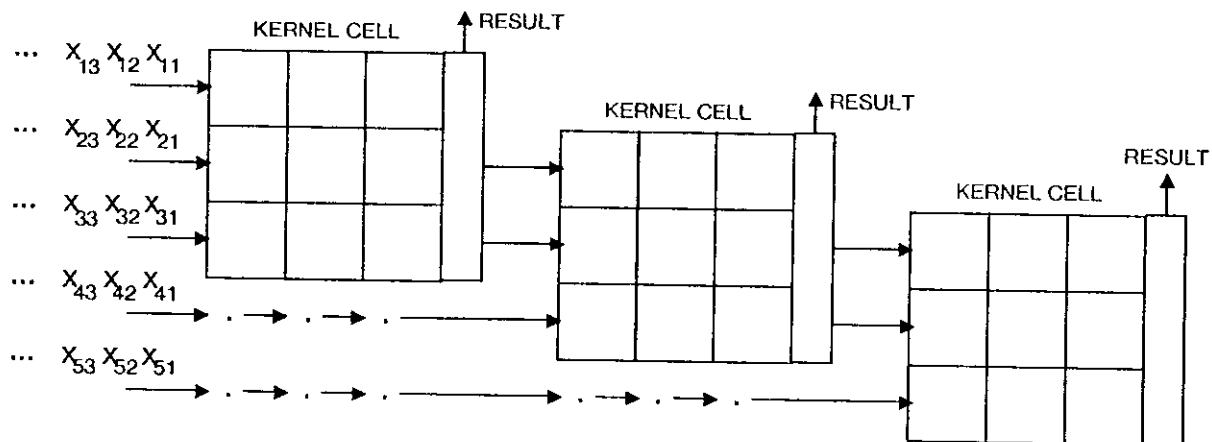 KERNEL CELL
RESULT
... X13 X12 X11
KERNEL CELL
RESULT
... X23 X22 X21
RESULT
KERNEL CELL
... X33 X32 X31
... X43 X42 X41
... X53 X52 X51